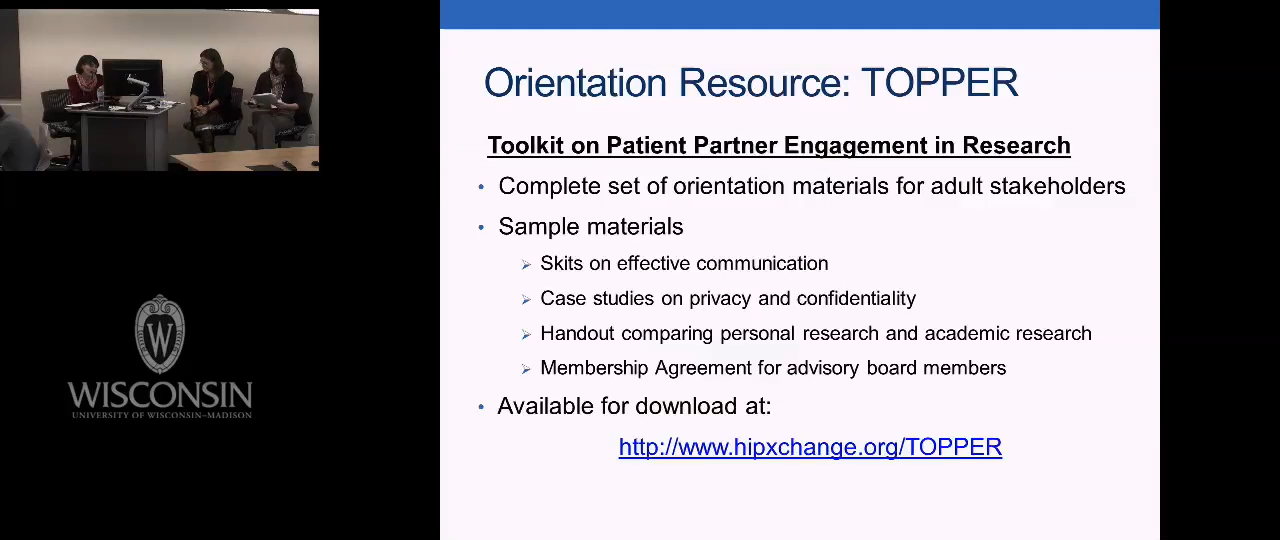 Orientation Resource: TOPPER
Toolkit on Patient Partner Engagement in Research
• Complete set of orientation materials for adult stakeholders
• Sample materials
➢ Skits on effective communication
➢ Case studies on privacy and confidentiality
➢ Handout comparing personal research and academic research
➢ Membership Agreement for advisory board members
• Available for download at:
http://www.hipxchange.org/TOPPER
W
WISCONSIN
UNIVERSITY OF WISCONSIN–MADISON